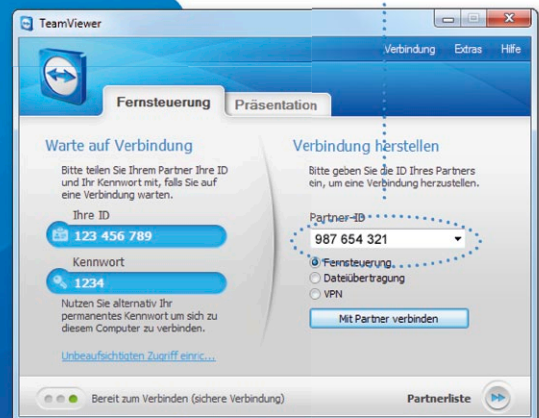 TeamViewer
Verbindung Extras Hilfe
Fernsteuerung Präsentation
Warte auf Verbindung
Bitte teilen Sie Ihrem Partner Ihre ID
und Ihr Kennwort mit, falls Sie auf
eine Verbindung warten.
Ihre ID
123 456 789
Kennwort
1234
Nutzen Sie alternativ Ihr
permanentes Kennwort um sich zu
diesem Computer zu verbinden.
Unbeaufsichtigten Zugriff einric...
Verbindung herstellen
Bitte geben Sie die ID Ihres Partners
ein, um eine Verbindung herzustellen.
Partner-ID
987 654 321
Fernsteuerung
Dateiübertragung
VPN
Mit Partner verbinden
Bereit zum Verbinden (sichere Verbindung)
Partnerliste